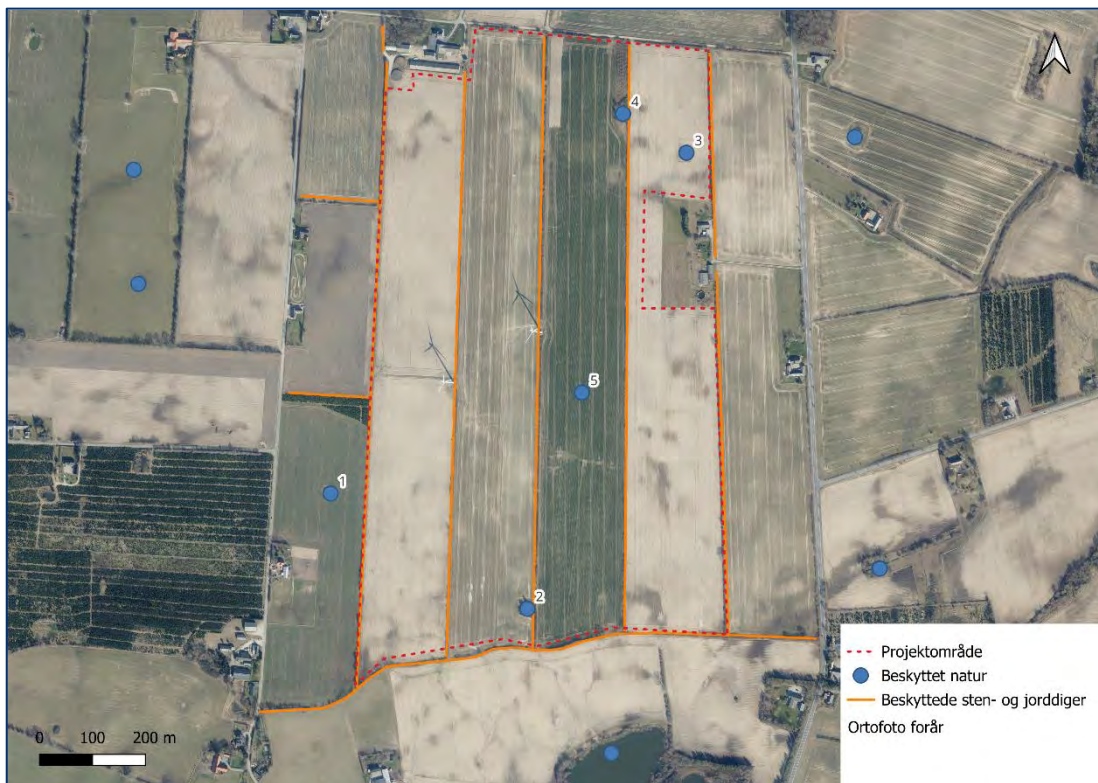 4
3
5
1
2
Projektområde
Beskyttet natur
Beskyttede sten- og jorddiger
Ortofoto forår
0 100 200 m